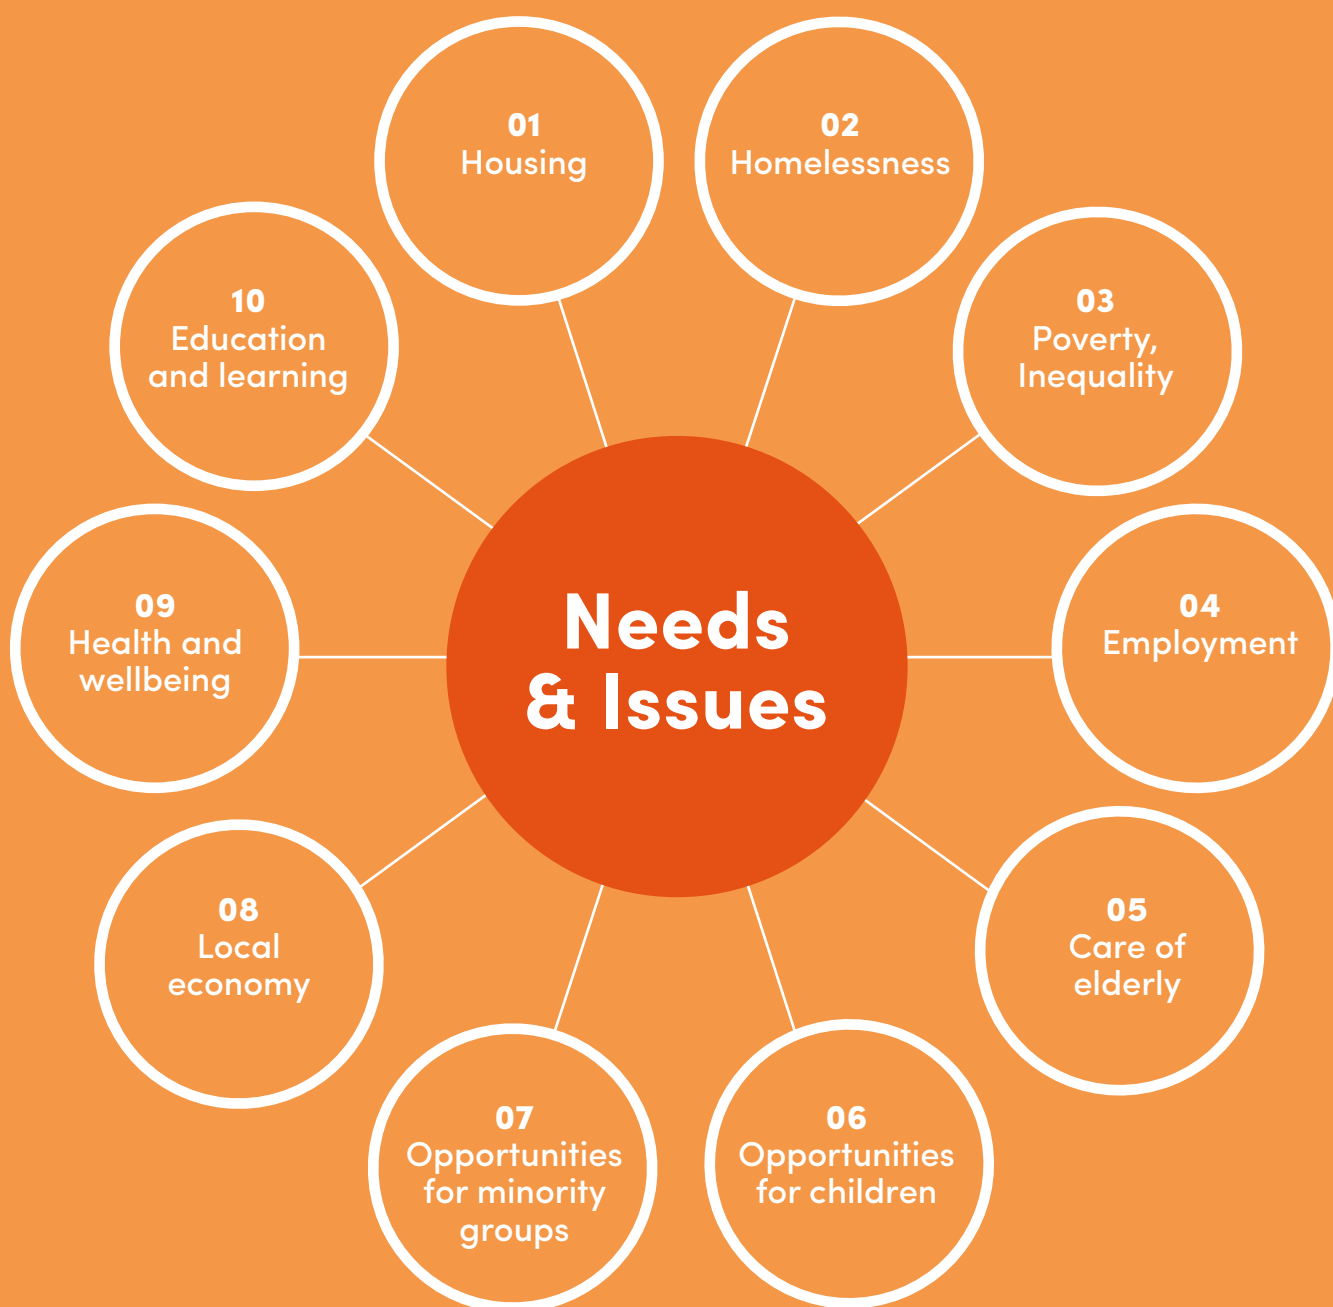 01
Housing
02
Homelessness
03
Poverty,
Inequality
04
Employment
05
Care of
elderly
06
Opportunities
for children
07
Opportunities
for minority
groups
08
Local
economy
09
Health and
wellbeing
10
Education
and learning
Needs
& Issues